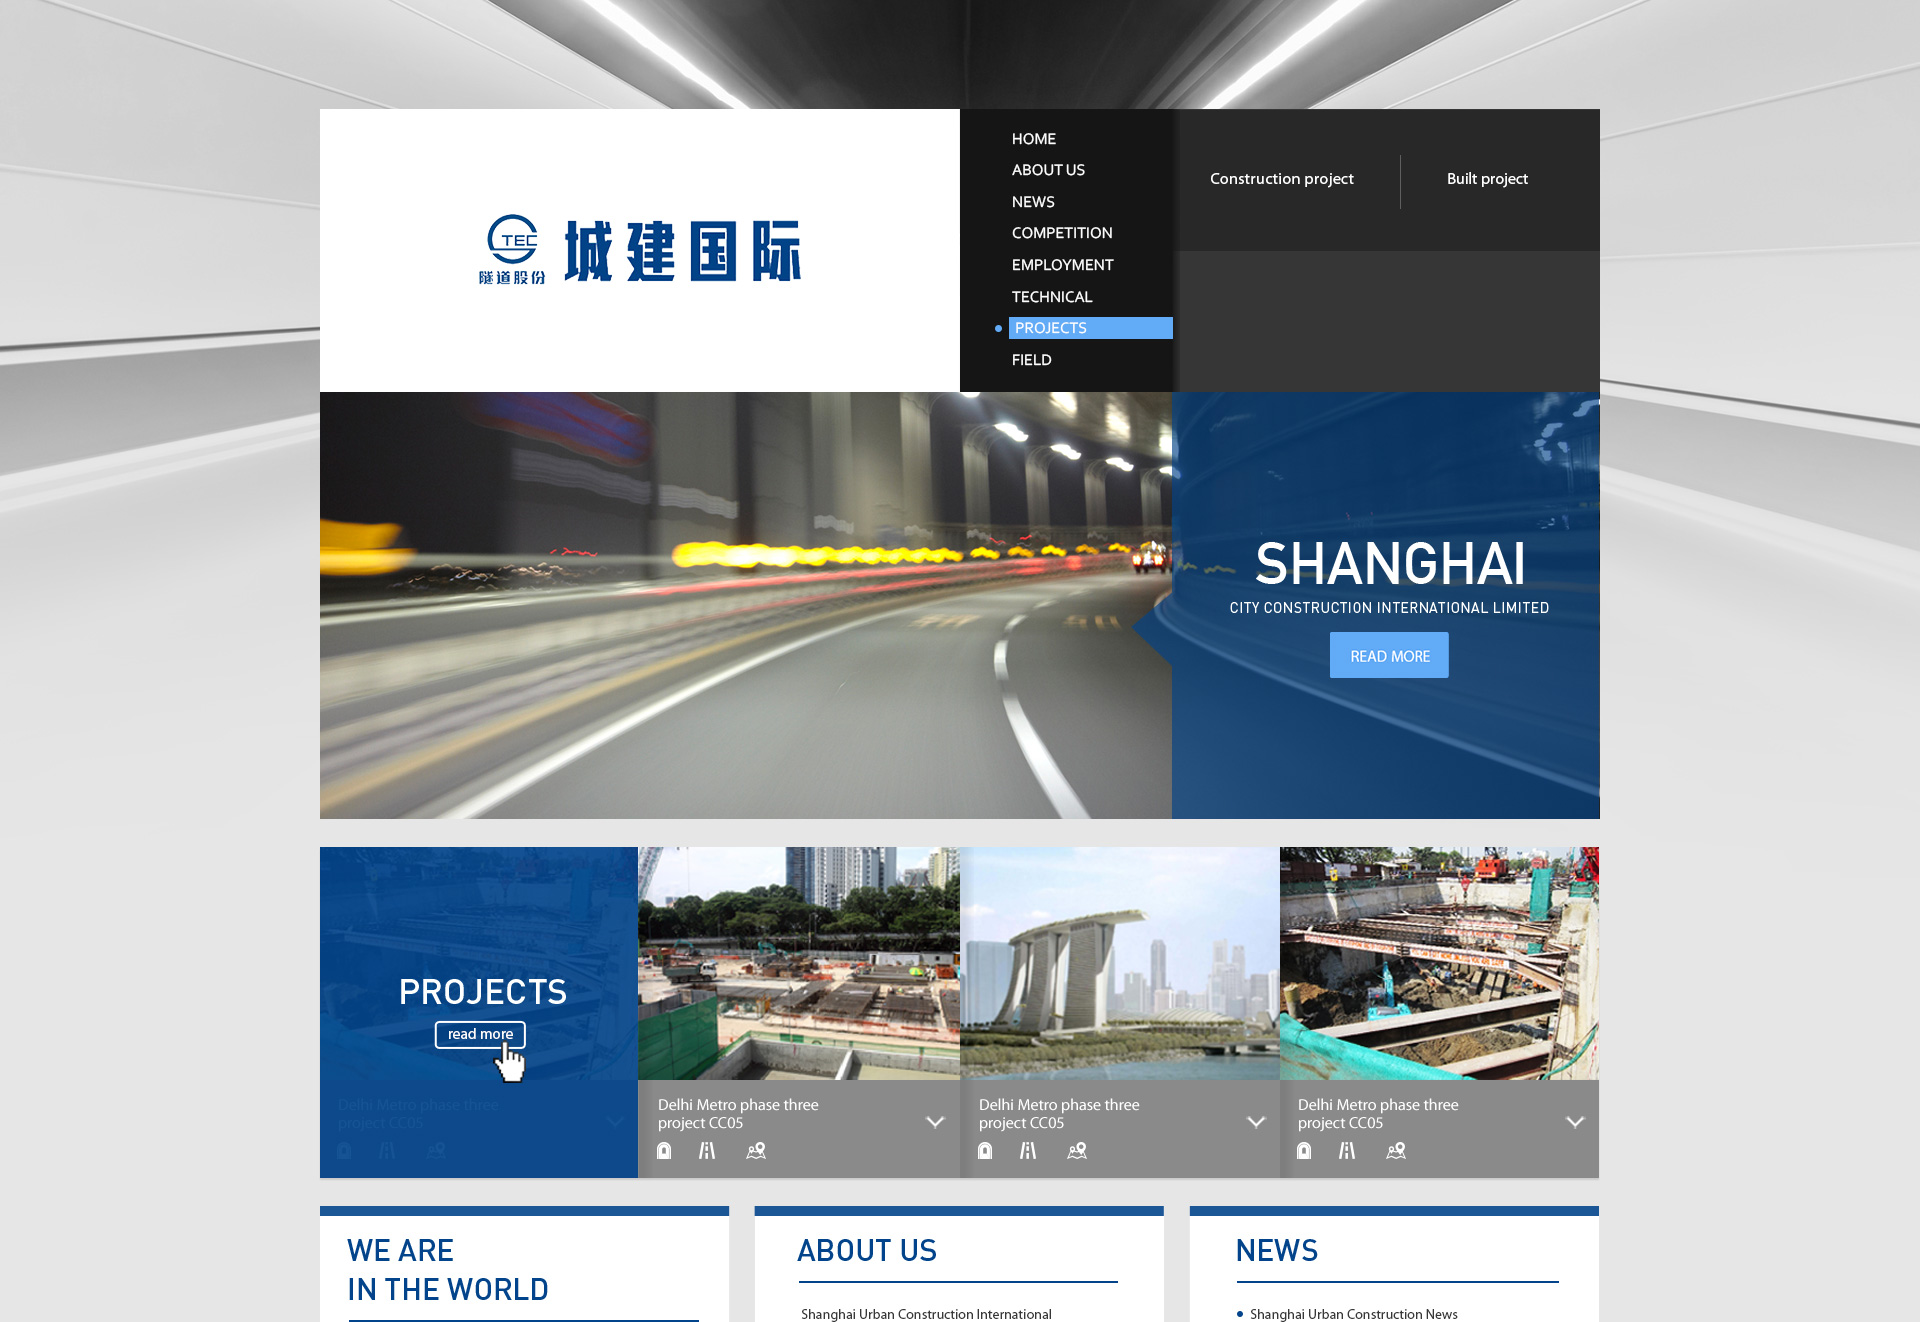 TEC
隧道股份
城建国际
HOME
ABOUT US
NEWS
COMPETITION
EMPLOYMENT
TECHNICAL
PROJECTS
FIELD
Construction project
Built project
SHANGHAI
CITY CONSTRUCTION INTERNATIONAL LIMITED
READ MORE
PROJECTS
read more
Delhi Metro phase three
project CC05
Delhi Metro phase three
project CC05
Delhi Metro phase three
project CC05
Delhi Metro phase three
project CC05
WE ARE
IN THE WORLD
ABOUT US
Shanghai Urban Construction International
NEWS
Shanghai Urban Construction News